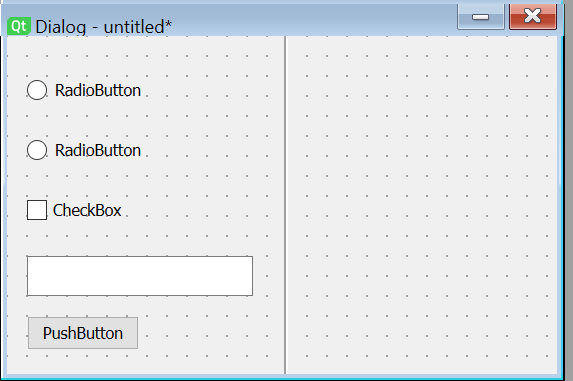 Qt Dialog - untitled*
RadioButton
RadioButton
CheckBox
PushButton